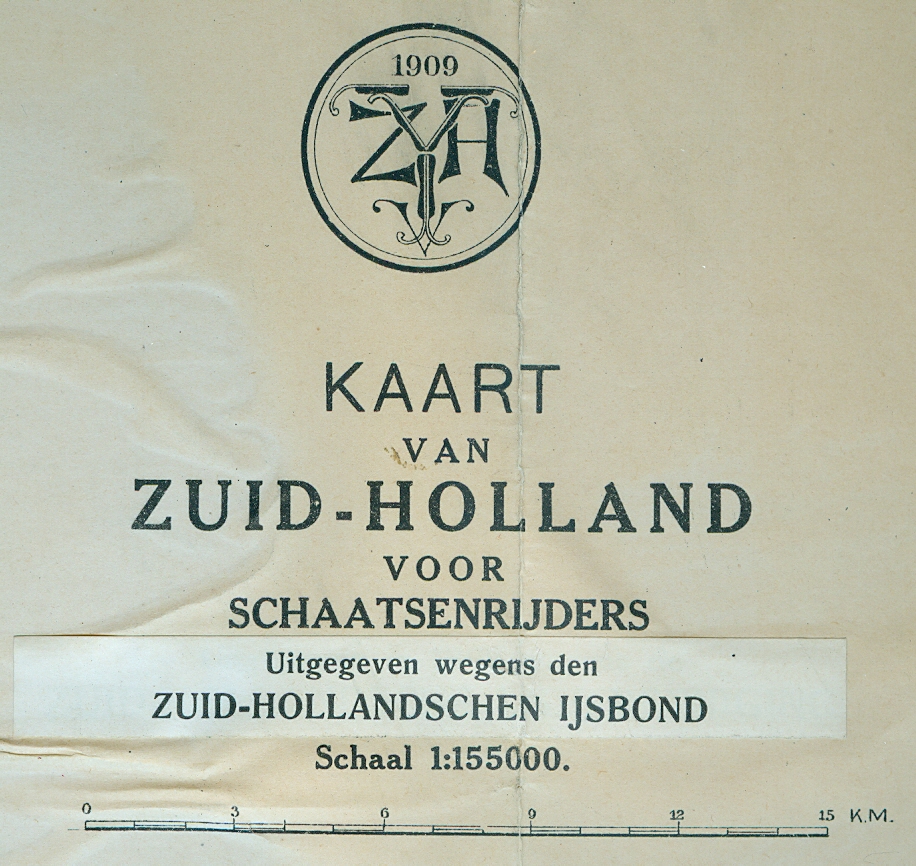 1909
ZYH
KAART
VAN
ZUID-HOLLAND
VOOR
SCHAATSENRIJDERS
Uitgegeven wegens den
ZUID-HOLLANDSCHEN IJSBOND
Schaal 1:155000.
0 3 6 9 12 15 K.M.